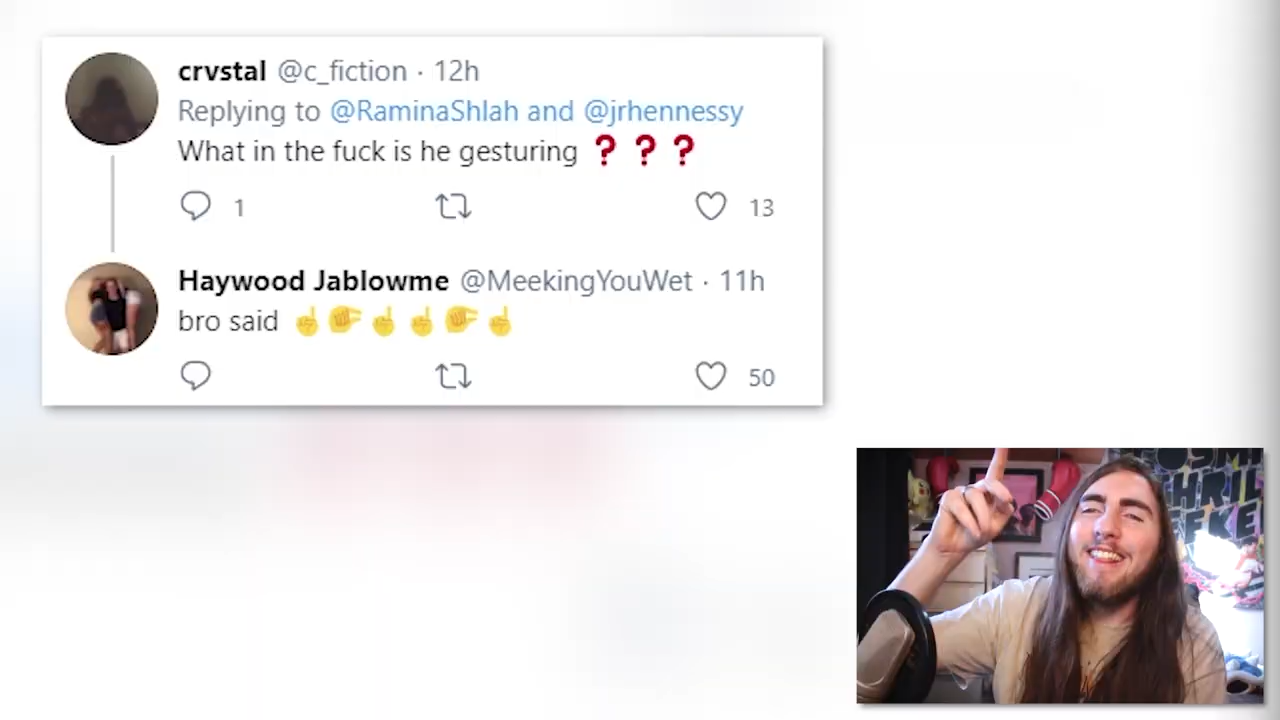 crvstal @c_fiction · 12h
Replying to @RaminaShlah and @jrhennessy
What in the fuck is he gesturing ❓❓❓
1 13
Haywood Jablowme @MeekingYouWet · 11h
bro said ☝️🤏☝️☝️🤏☝️
50